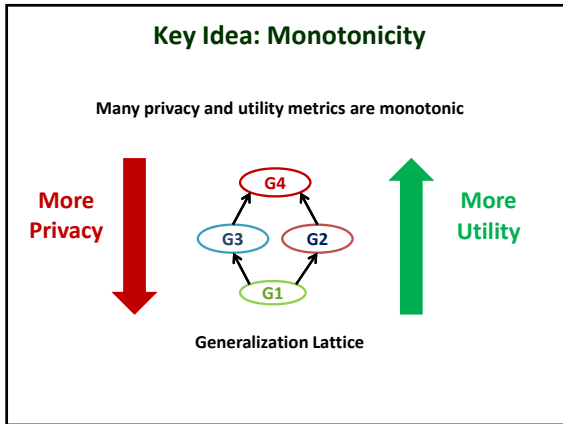 Key Idea: Monotonicity
Many privacy and utility metrics are monotonic
G4
More
Privacy
More
Utility
G3
G2
G1
Generalization Lattice